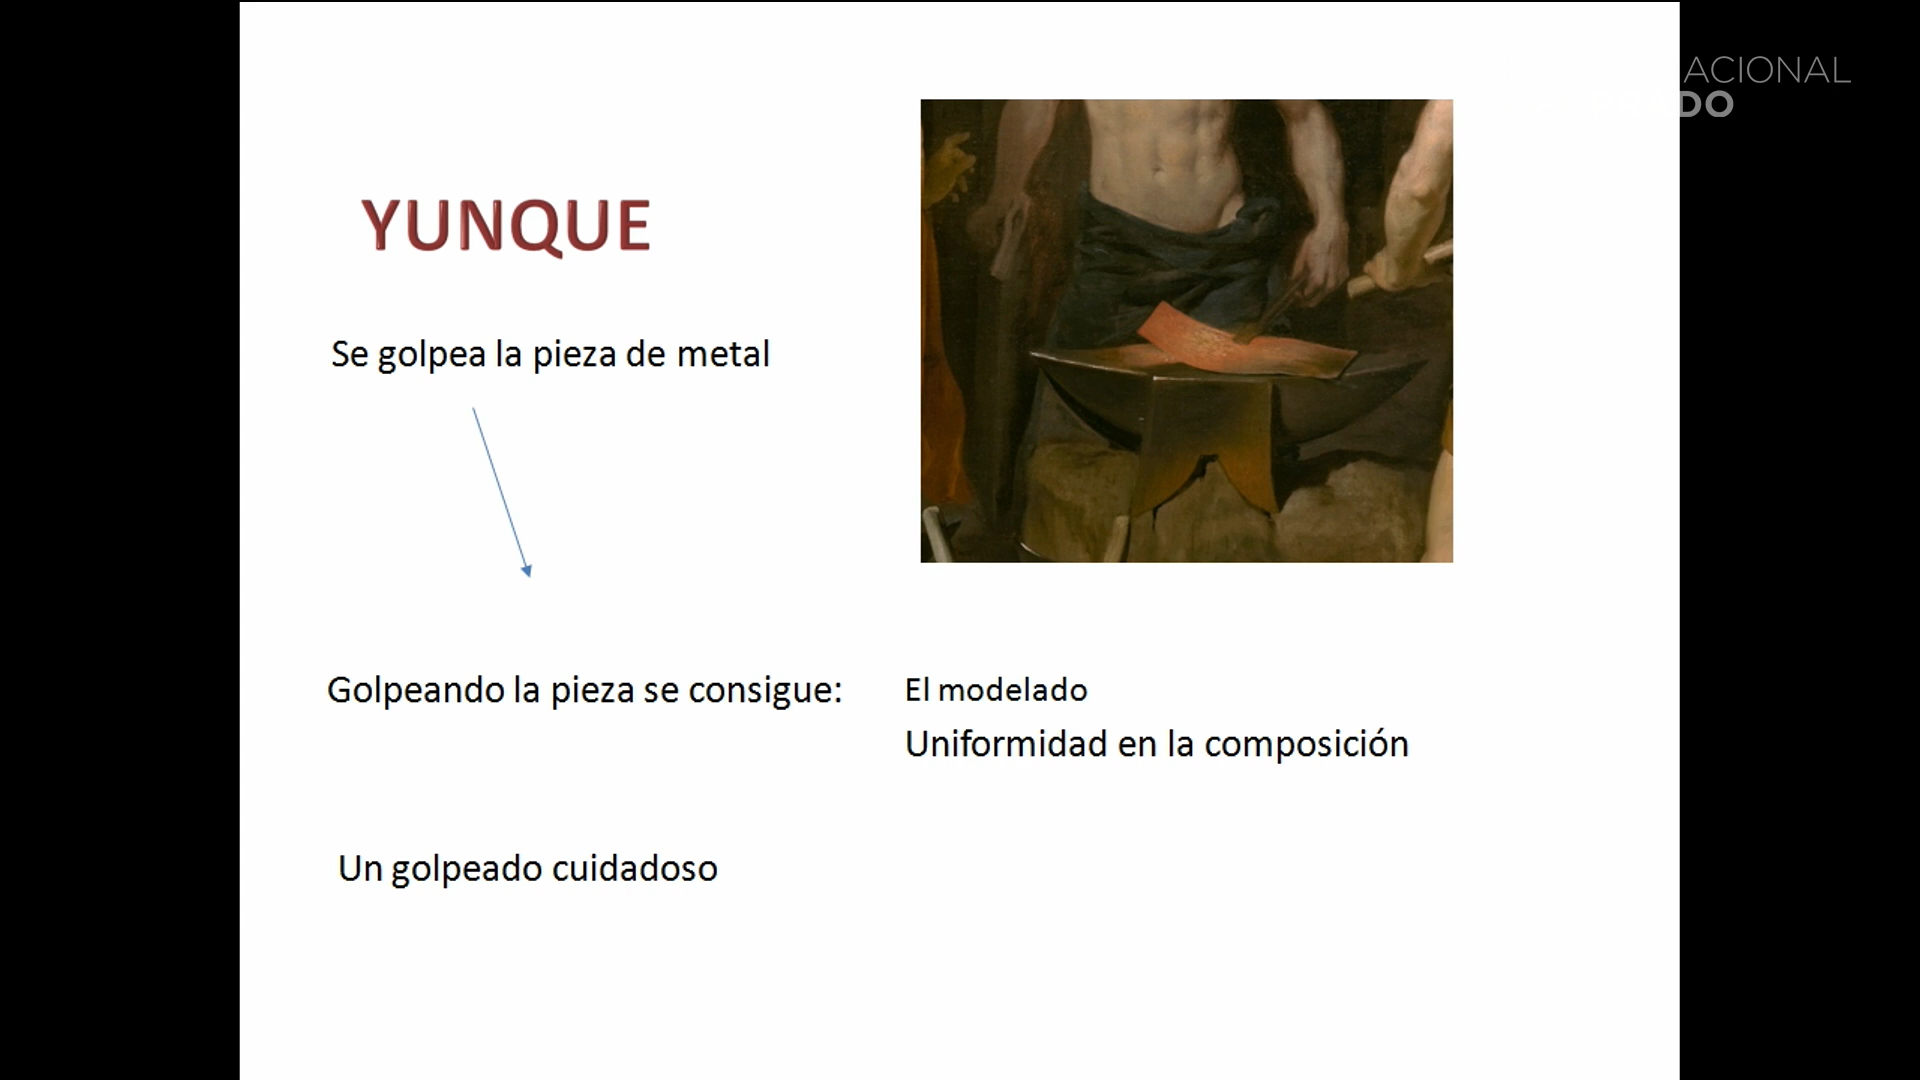 ACIONAL
DO
YUNQUE
Se golpea la pieza de metal
Golpeando la pieza se consigue:
El modelado
Uniformidad en la composición
Un golpeado cuidadoso